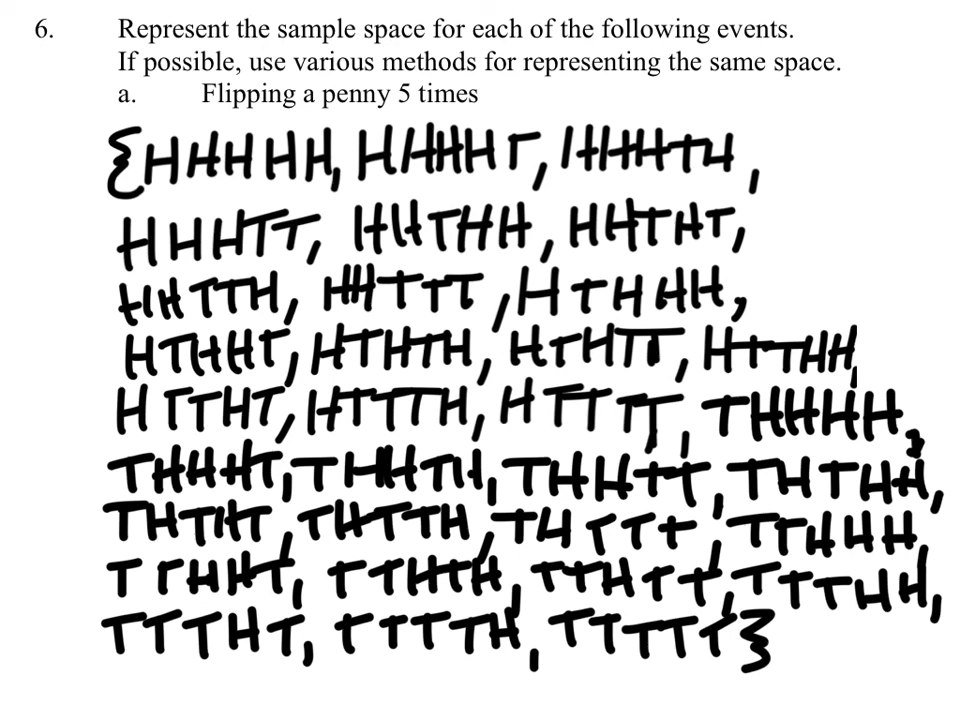 6. Represent the sample space for each of the following events.
If possible, use various methods for representing the same space.
a. Flipping a penny 5 times
{HHHHH, HHHHT, HHHTH,
HHHTT, HHTHH, HHTHT,
HHTTH, HHTTT, HTHHH,
HTHHT, HTHTH, HTHTT, HTTHH,
HTTHT, HTTTH, HTTTT, THHHH,
THHHT, THHTH, THHTT, THTHH,
THTHT, THTTH, THTTT, TTHHH,
TTHHT, TTHTH, TTHTT, TTTHH,
TTTHT, TTTTH, TTTTT}